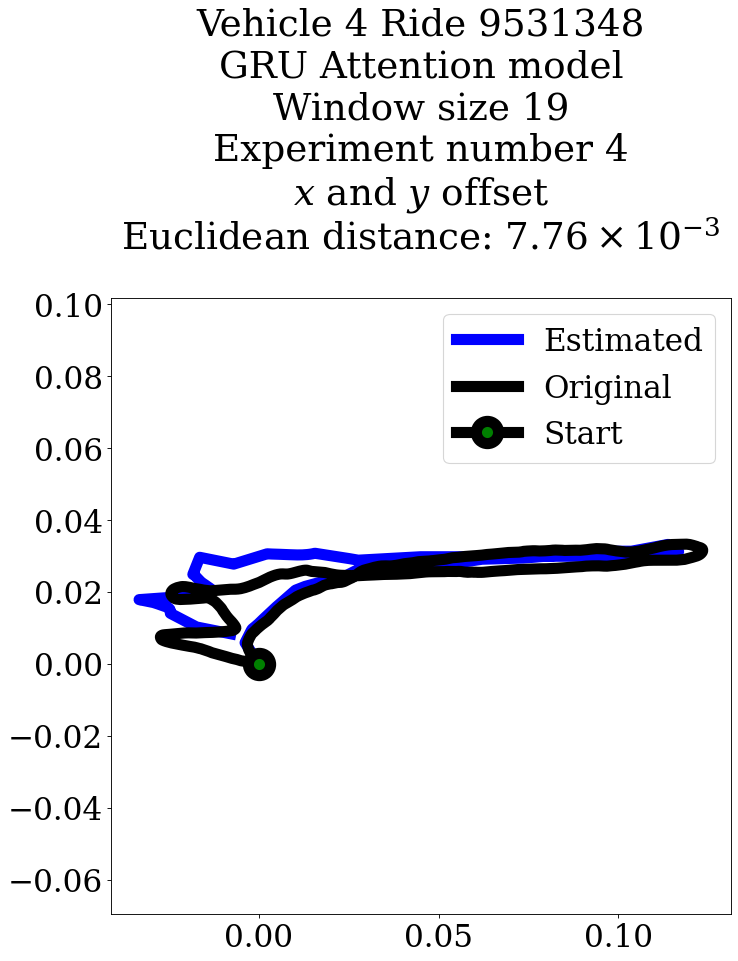 Vehicle 4 Ride 9531348
GRU Attention model
Window size 19
Experiment number 4
x and y offset
Euclidean distance: 7.76 × 10⁻³
Estimated
Original
Start
0.10
0.08
0.06
0.04
0.02
0.00
−0.02
−0.04
−0.06
0.00 0.05 0.10